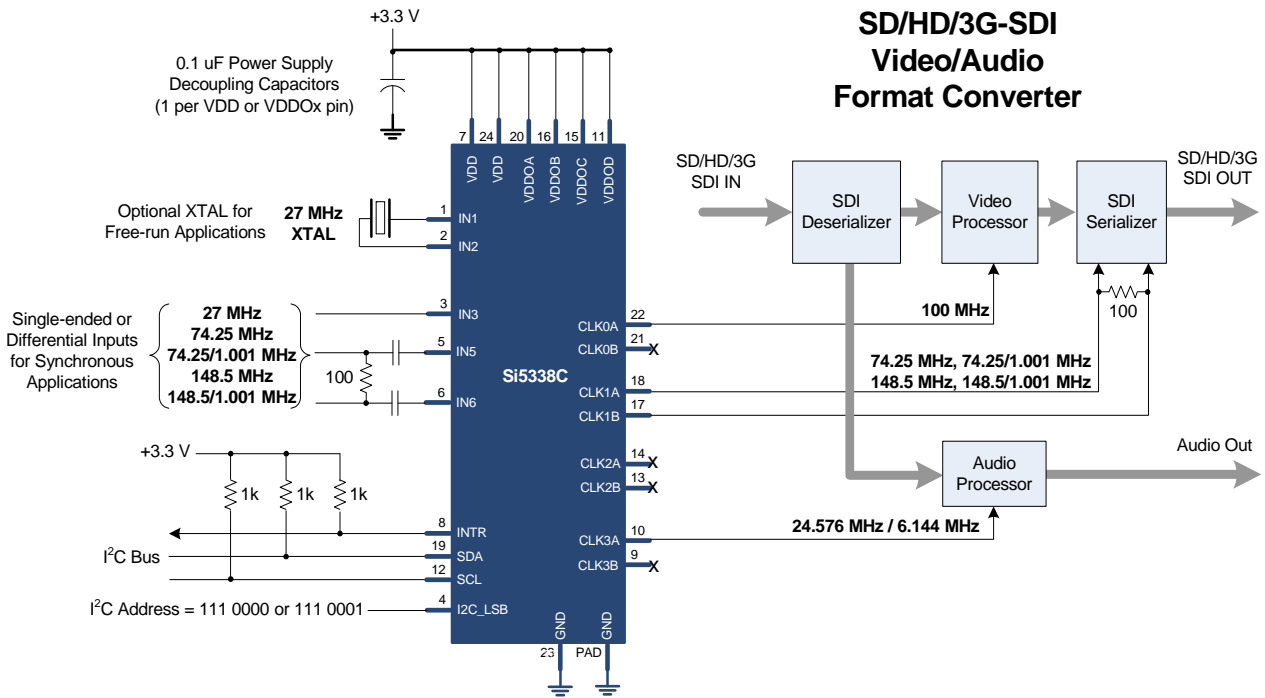 +3.3 V
SD/HD/3G-SDI
Video/Audio
Format Converter
0.1 uF Power Supply
Decoupling Capacitors
(1 per VDD or VDDOx pin)
7 24 20 16 15 11
VDD VDD VDDOA VDDOB VDDOC VDDOD
SD/HD/3G
SDI IN
SD/HD/3G
SDI OUT
SDI
Deserializer
Video
Processor
SDI
Serializer
Optional XTAL for
Free-run Applications
27 MHz
XTAL
1
IN1
2
IN2
Single-ended or
Differential Inputs
for Synchronous
Applications
27 MHz
74.25 MHz
74.25/1.001 MHz
148.5 MHz
148.5/1.001 MHz
100
3
IN3
5
IN5
6
IN6
Si5338C
22
CLK0A
21
CLK0B
X
100 MHz
100
18
CLK1A
17
CLK1B
74.25 MHz, 74.25/1.001 MHz
148.5 MHz, 148.5/1.001 MHz
14
CLK2A
X
13
CLK2B
X
Audio
Processor
Audio Out
+3.3 V
1k 1k 1k
8
INTR
I²C Bus
19
SDA
12
SCL
I²C Address = 111 0000 or 111 0001
4
I2C_LSB
10
CLK3A
24.576 MHz / 6.144 MHz
9
CLK3B
X
GND GND
23 PAD